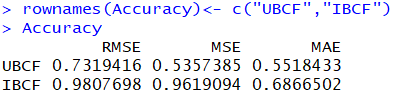 > rownames(Accuracy)<- c("UBCF","IBCF")
> Accuracy
RMSE MSE MAE
UBCF 0.7319416 0.5357385 0.5518433
IBCF 0.9807698 0.9619094 0.6866502